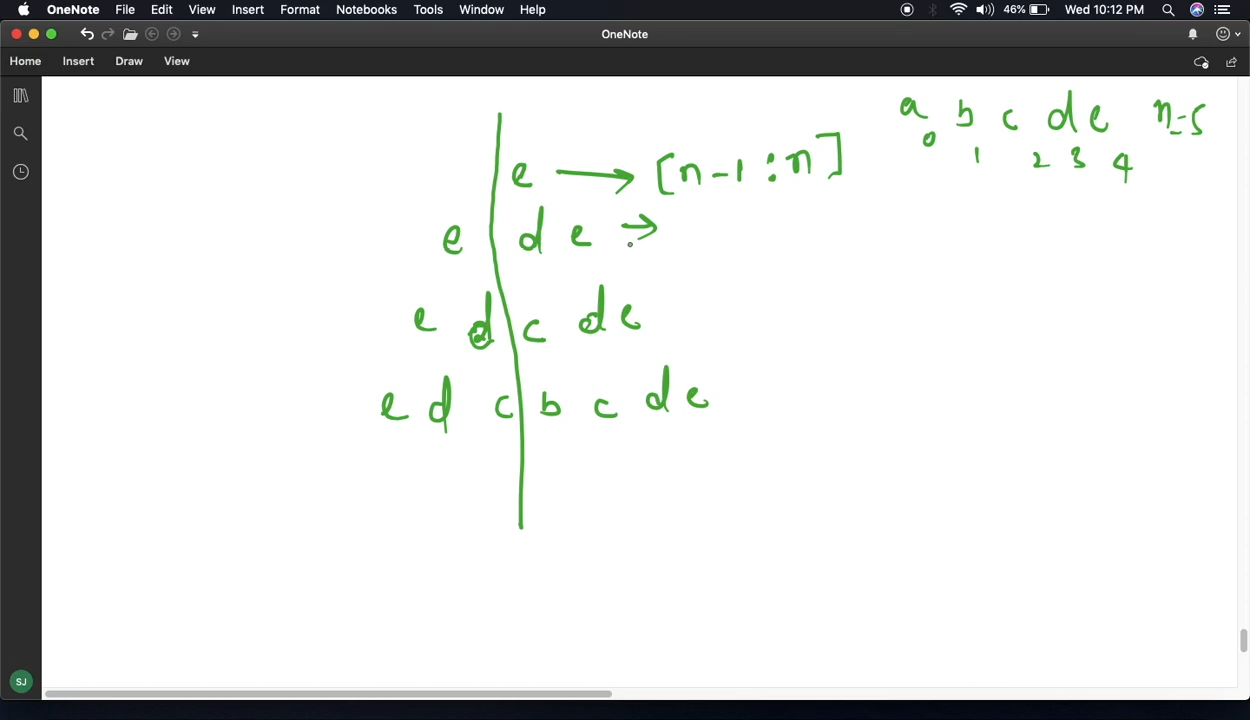 OneNote File Edit View Insert Format Notebooks Tools Window Help 46% Wed 10:12 PM
OneNote
Home Insert Draw View
a b c d e n=5
0 1 2 3 4
e → [n-1 : n]
e d e →
e d c d e
e d c b c d e
SJ